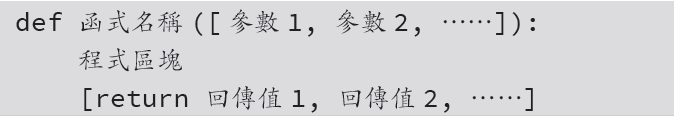 def 函式名稱([參數1, 參數2, ……]):
    程式區塊
    [return 回傳值1, 回傳值2, ……]